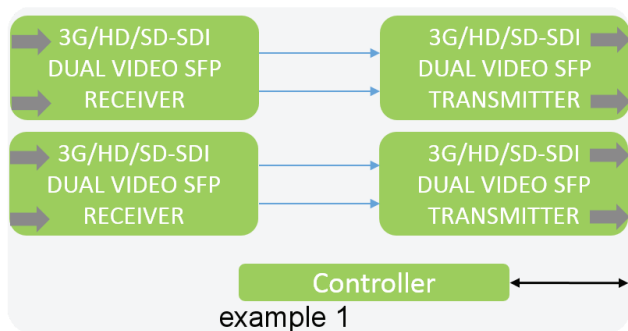 3G/HD/SD-SDI
DUAL VIDEO SFP
RECEIVER
3G/HD/SD-SDI
DUAL VIDEO SFP
TRANSMITTER
3G/HD/SD-SDI
DUAL VIDEO SFP
RECEIVER
3G/HD/SD-SDI
DUAL VIDEO SFP
TRANSMITTER
Controller
example 1